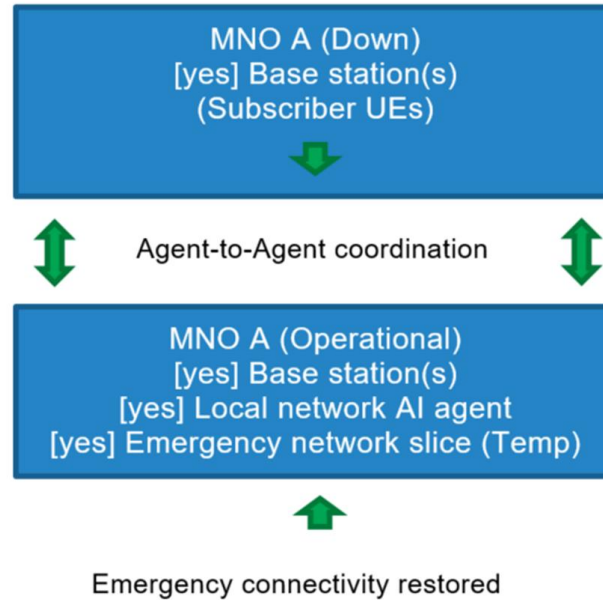 MNO A (Down)
[yes] Base station(s)
(Subscriber UEs)
Agent-to-Agent coordination
MNO A (Operational)
[yes] Base station(s)
[yes] Local network AI agent
[yes] Emergency network slice (Temp)
Emergency connectivity restored